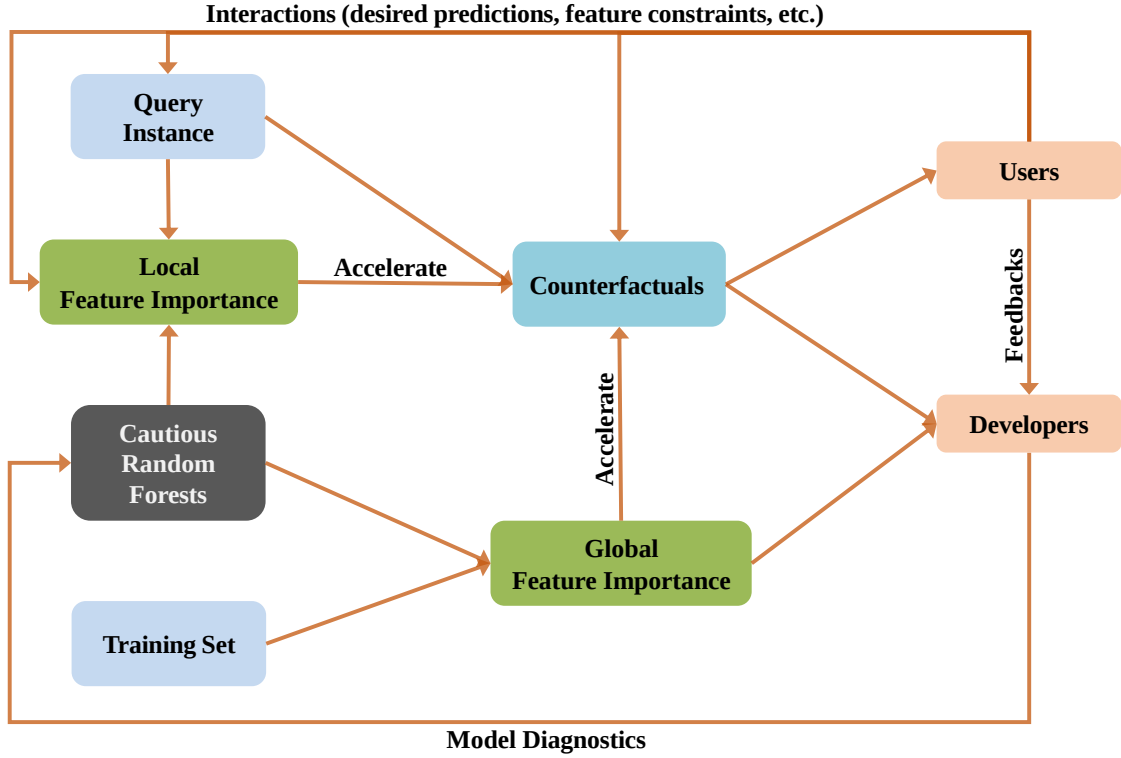 Interactions (desired predictions, feature constraints, etc.)
Query
Instance
Users
Local
Feature Importance
Accelerate
Counterfactuals
Feedbacks
Cautious
Random
Forests
Accelerate
Developers
Global
Feature Importance
Training Set
Model Diagnostics